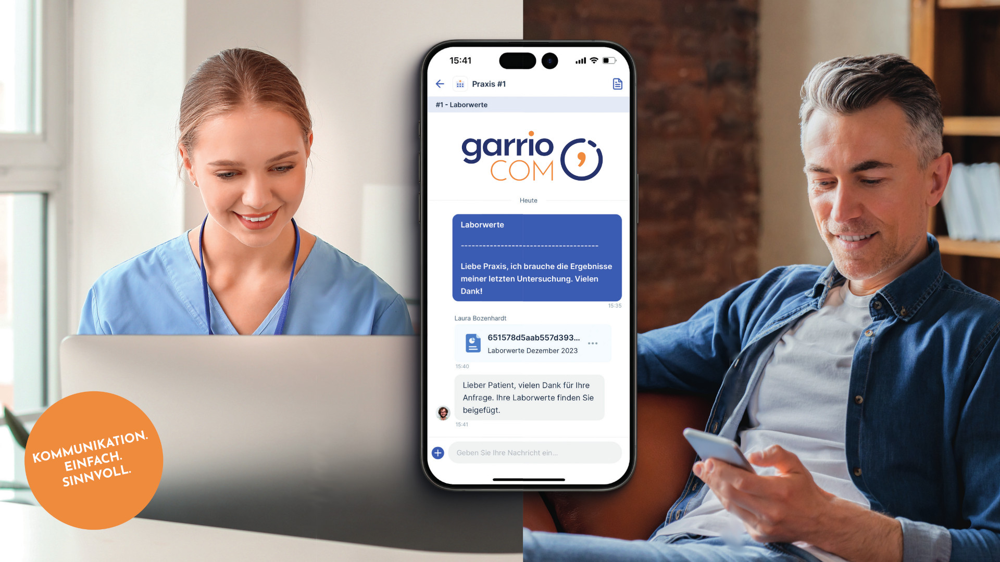 15:41
Praxis #1
#1 - Laborwerte
garrio
COM
Heute
Laborwerte
--------------------------------------
Liebe Praxis, ich brauche die Ergebnisse
meiner letzten Untersuchung. Vielen
Dank!
15:35
Laura Bozenhardt
651578d5aab557d393...
Laborwerte Dezember 2023
15:40
Lieber Patient, vielen Dank für Ihre
Anfrage. Ihre Laborwerte finden Sie
beigefügt.
15:41
Geben Sie Ihre Nachricht ein...
KOMMUNIKATION.
EINFACH.
SINNVOLL.